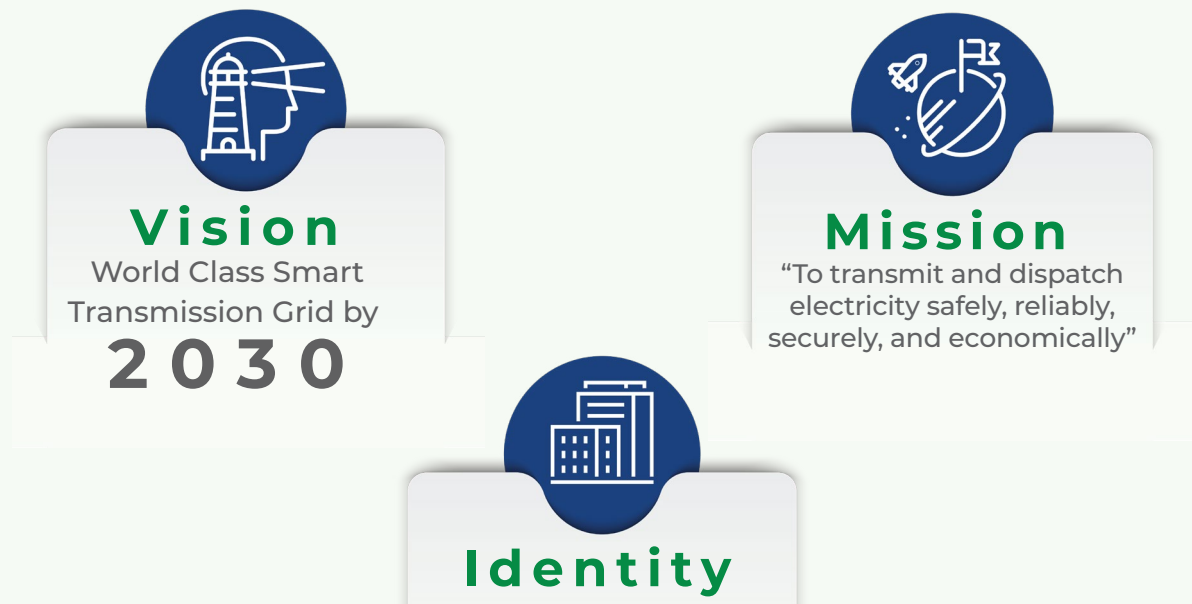 Vision
World Class Smart
Transmission Grid by
2030
Mission
“To transmit and dispatch
electricity safely, reliably,
securely, and economically”
Identity